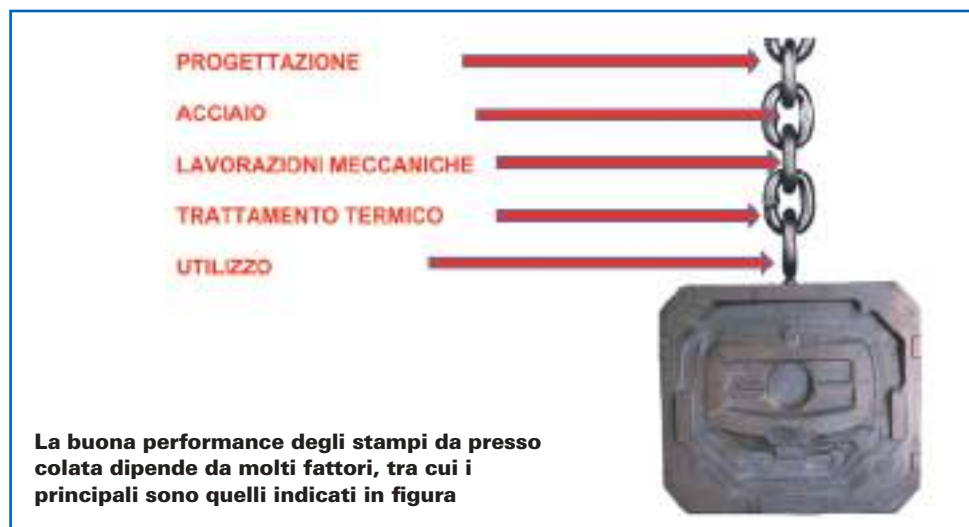 PROGETTAZIONE
ACCIAIO
LAVORAZIONI MECCANICHE
TRATTAMENTO TERMICO
UTILIZZO
La buona performance degli stampi da presso
colata dipende da molti fattori, tra cui i
principali sono quelli indicati in figura